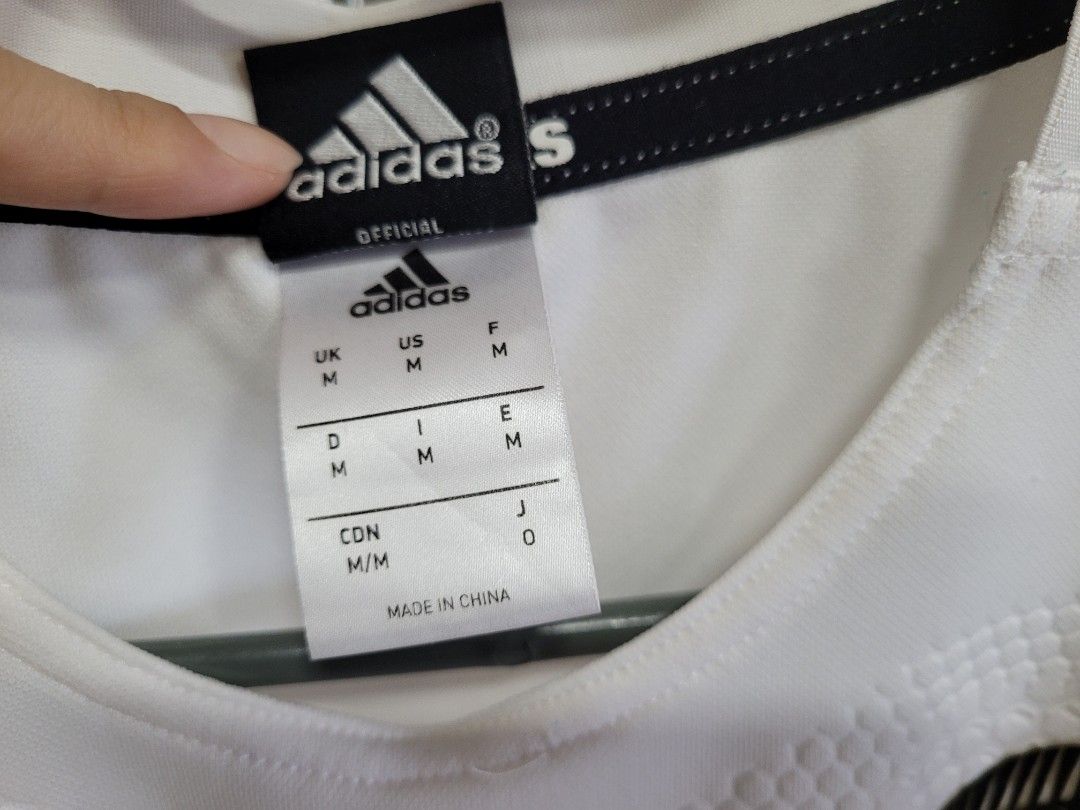 adidas®
S
OFFICIAL
adidas
UK US F
M M M
D I E
M M M
CDN J
M/M O
MADE IN CHINA